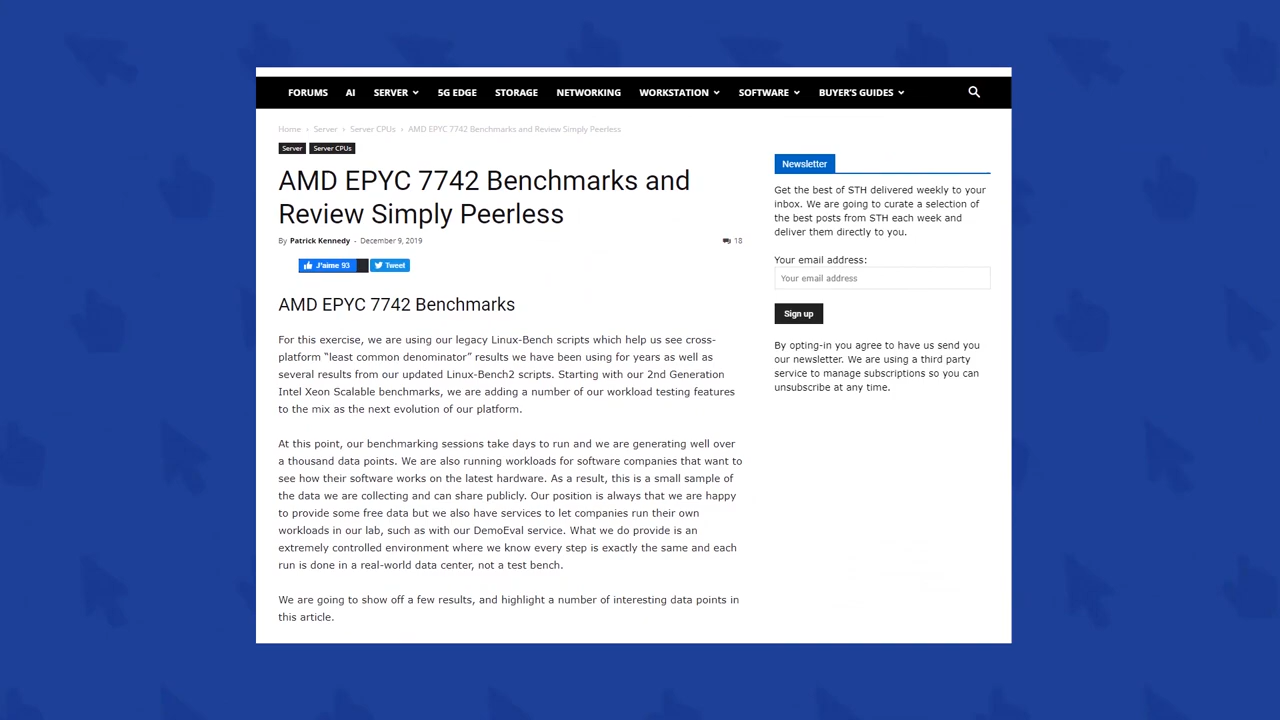 FORUMS AI SERVER 5G EDGE STORAGE NETWORKING WORKSTATION SOFTWARE BUYER'S GUIDES
Home › Server › Server CPUs › AMD EPYC 7742 Benchmarks and Review Simply Peerless
Server Server CPUs
AMD EPYC 7742 Benchmarks and
Review Simply Peerless
By Patrick Kennedy - December 9, 2019 18
J'aime 93 Tweet
AMD EPYC 7742 Benchmarks
For this exercise, we are using our legacy Linux-Bench scripts which help us see cross-
platform “least common denominator” results we have been using for years as well as
several results from our updated Linux-Bench2 scripts. Starting with our 2nd Generation
Intel Xeon Scalable benchmarks, we are adding a number of our workload testing features
to the mix as the next evolution of our platform.
At this point, our benchmarking sessions take days to run and we are generating well over
a thousand data points. We are also running workloads for software companies that want to
see how their software works on the latest hardware. As a result, this is a small sample of
the data we are collecting and can share publicly. Our position is always that we are happy
to provide some free data but we also have services to let companies run their own
workloads in our lab, such as with our DemoEval service. What we do provide is an
extremely controlled environment where we know every step is exactly the same and each
run is done in a real-world data center, not a test bench.
We are going to show off a few results, and highlight a number of interesting data points in
this article.
Newsletter
Get the best of STH delivered weekly to your
inbox. We are going to curate a selection of
the best posts from STH each week and
deliver them directly to you.
Your email address:
Your email address
Sign up
By opting-in you agree to have us send you
our newsletter. We are using a third party
service to manage subscriptions so you can
unsubscribe at any time.